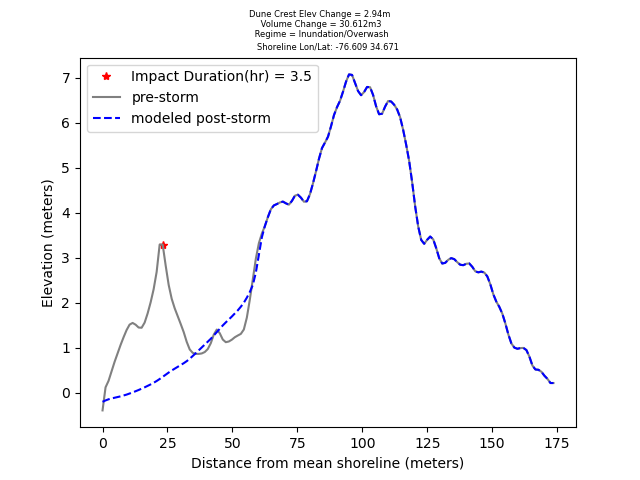 Dune Crest Elev Change = 2.94m
Volume Change = 30.612m3
Regime = Inundation/Overwash
Shoreline Lon/Lat: -76.609 34.671
Impact Duration(hr) = 3.5
pre-storm
modeled post-storm
Elevation (meters)
7
6
5
4
3
2
1
0
0 25 50 75 100 125 150 175
Distance from mean shoreline (meters)